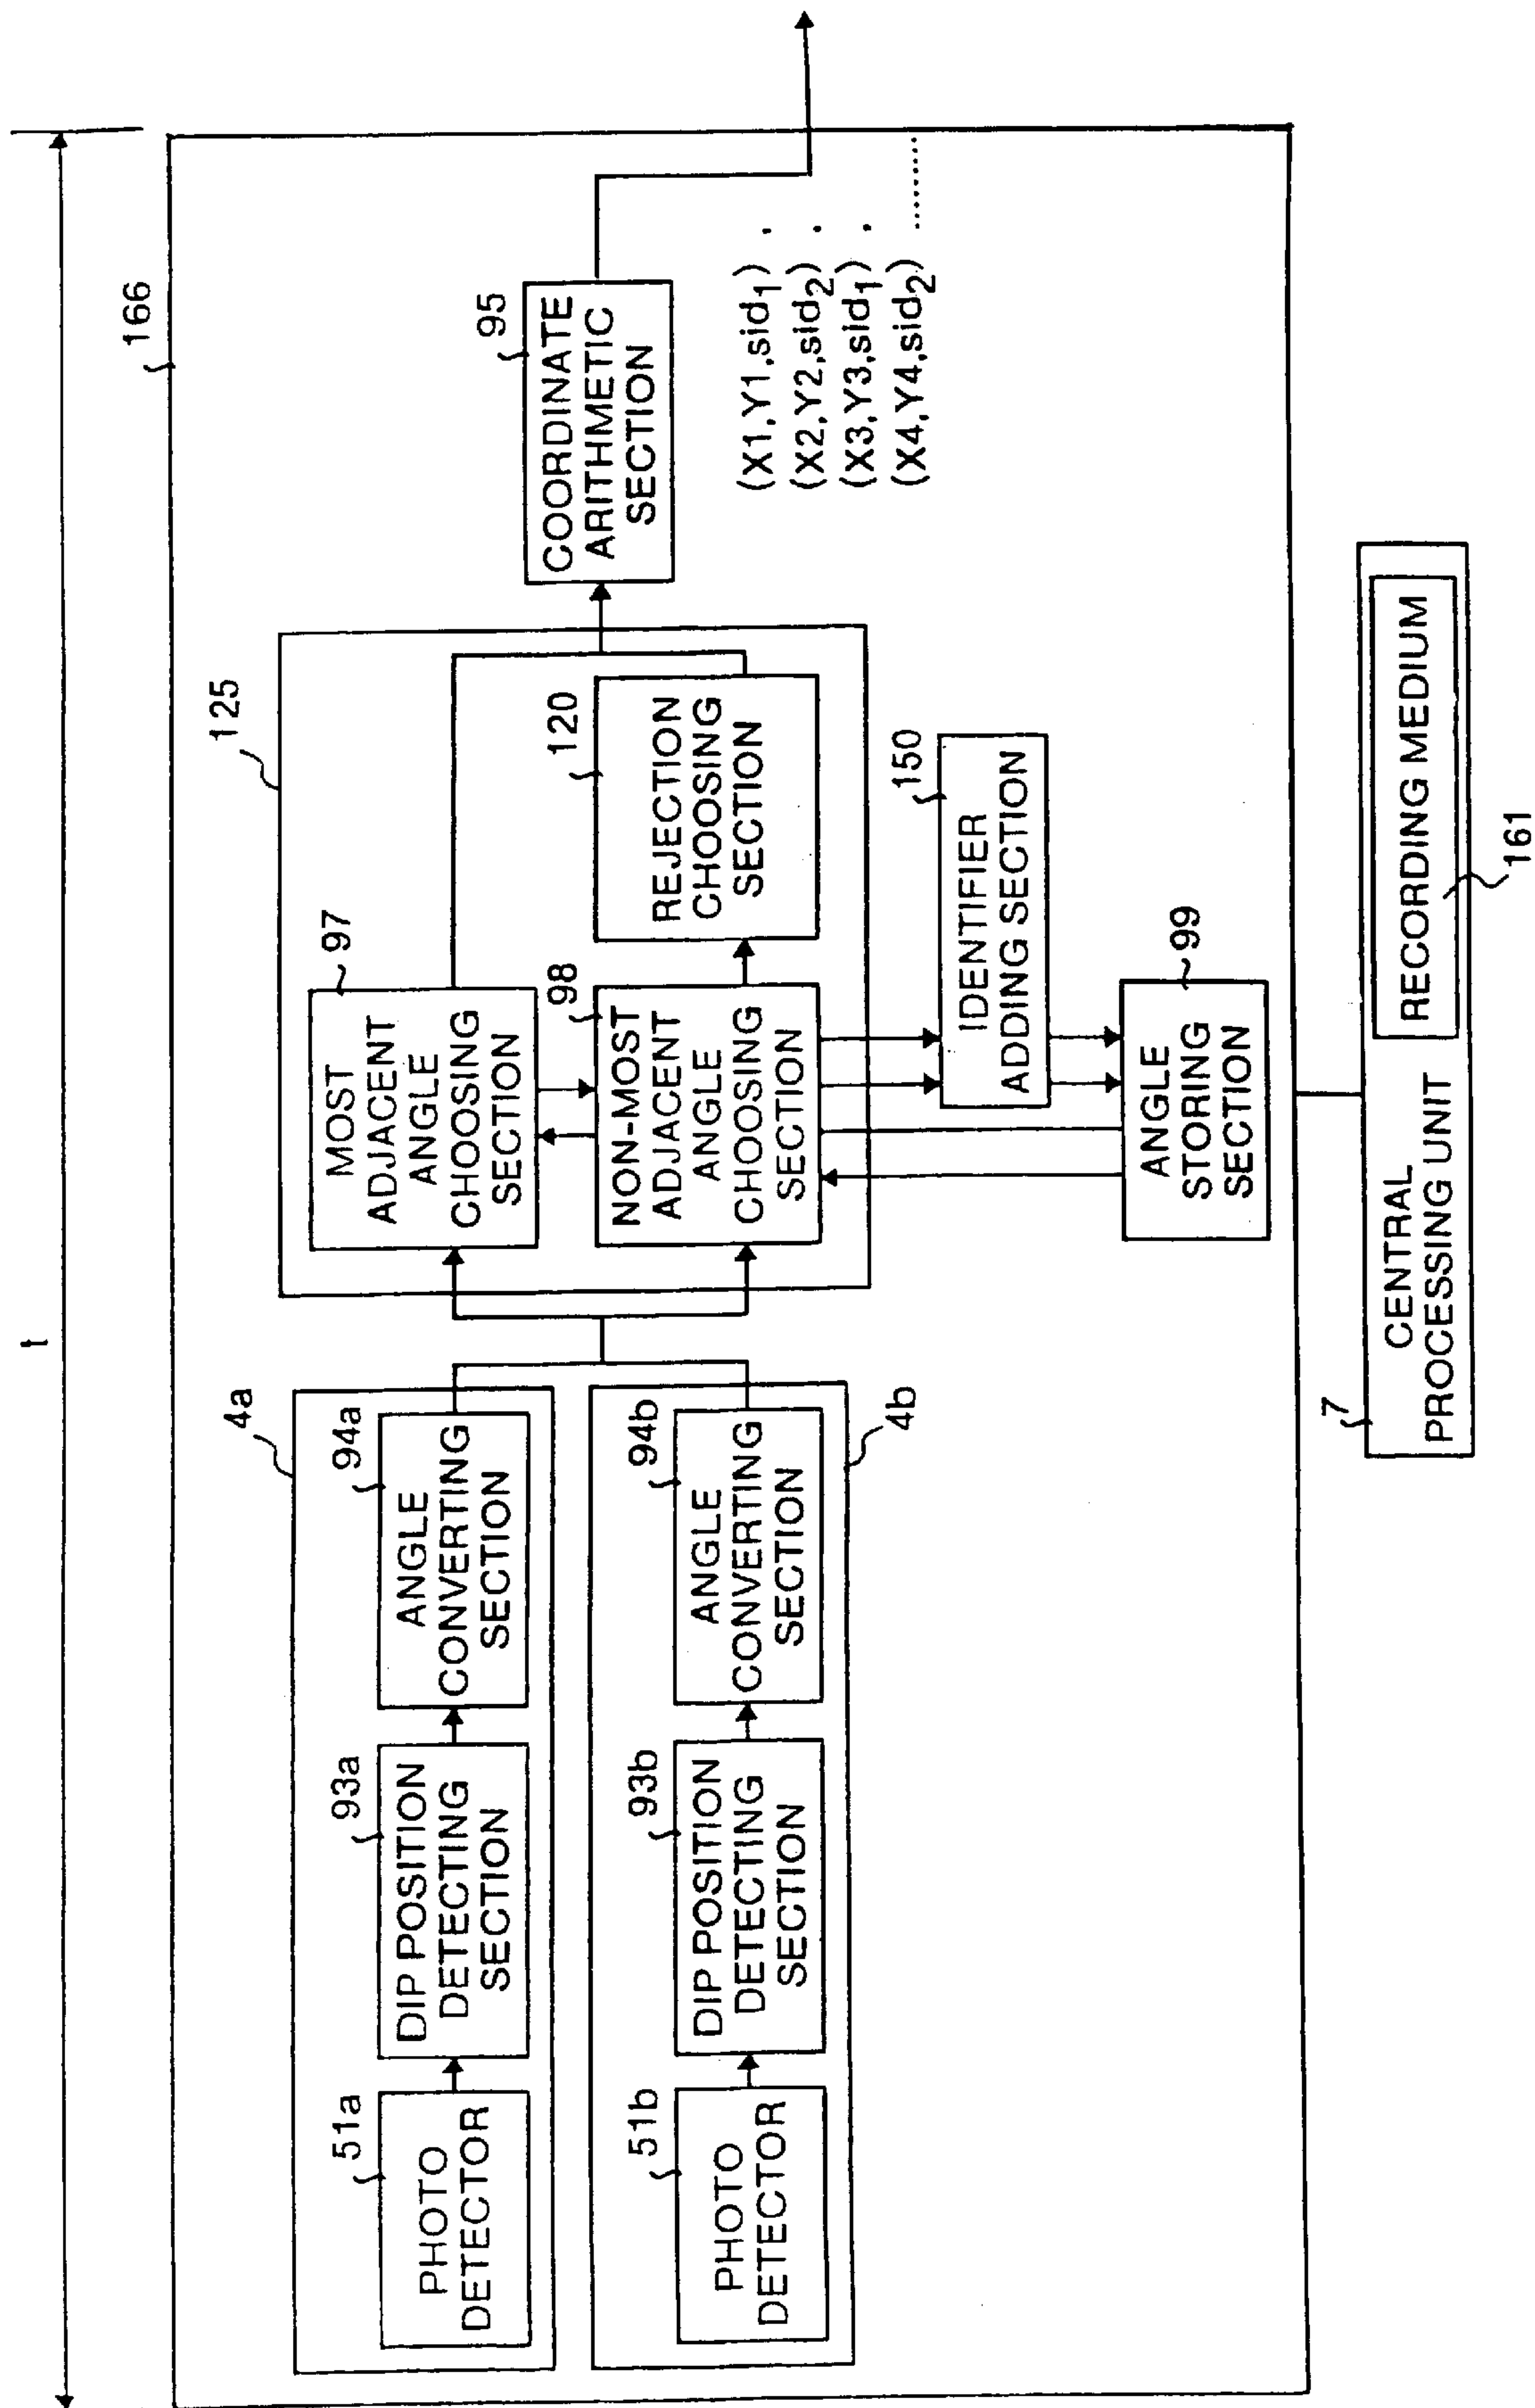 t
166
4a
51a
PHOTO
DETECTOR
93a
DIP POSITION
DETECTING
SECTION
94a
ANGLE
CONVERTING
SECTION
4b
51b
PHOTO
DETECTOR
93b
DIP POSITION
DETECTING
SECTION
94b
ANGLE
CONVERTING
SECTION
125
97
MOST
ADJACENT
ANGLE
CHOOSING
SECTION
98
NON-MOST
ADJACENT
ANGLE
CHOOSING
SECTION
120
REJECTION
CHOOSING
SECTION
150
IDENTIFIER
ADDING SECTION
99
ANGLE
STORING
SECTION
95
COORDINATE
ARITHMETIC
SECTION
(X1,Y1,sid1) .
(X2,Y2,sid2) .
(X3,Y3,sid1) .
(X4,Y4,sid2) .........
7
CENTRAL
PROCESSING UNIT
RECORDING MEDIUM
161